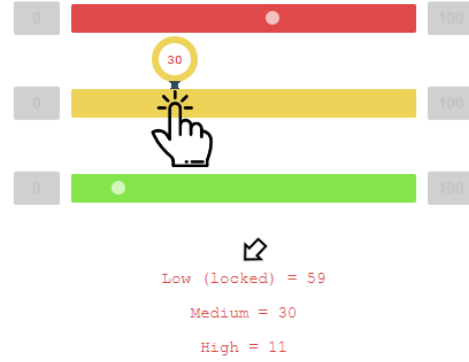 0 100
30
0 100
0 100
Low (locked) = 59
Medium = 30
High = 11